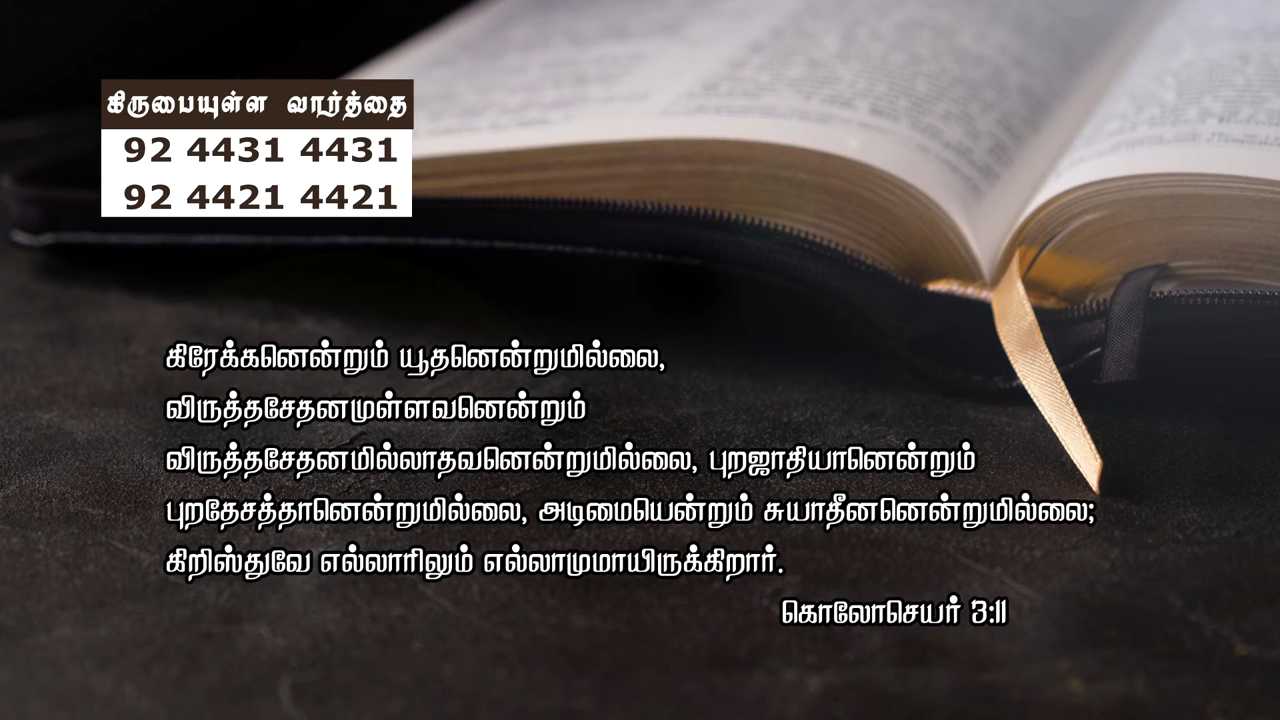 கிருபையுள்ள வார்த்தை
92 4431 4431
92 4421 4421
கிரேக்கனென்றும் யூதனென்றுமில்லை,
விருத்தசேதனமுள்ளவனென்றும்
விருத்தசேதனமில்லாதவனென்றுமில்லை, புறஜாதியானென்றும்
புறதேசத்தானென்றுமில்லை, அடிமையென்றும் சுயாதீனனென்றுமில்லை;
கிறிஸ்துவே எல்லாரிலும் எல்லாமுமாயிருக்கிறார்.
கொலோசெயர் 3:11